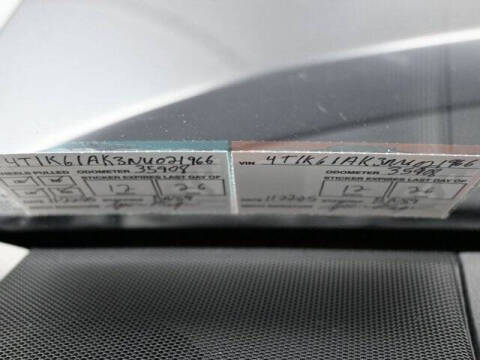 4T1K61AK3NU021966
WHEELS PULLED ODOMETER 35908
STICKER EXPIRES LAST DAY OF
12 26
VIN 4T1K61AK3NU021966
ODOMETER 35908
STICKER EXPIRES LAST DAY OF
12 26